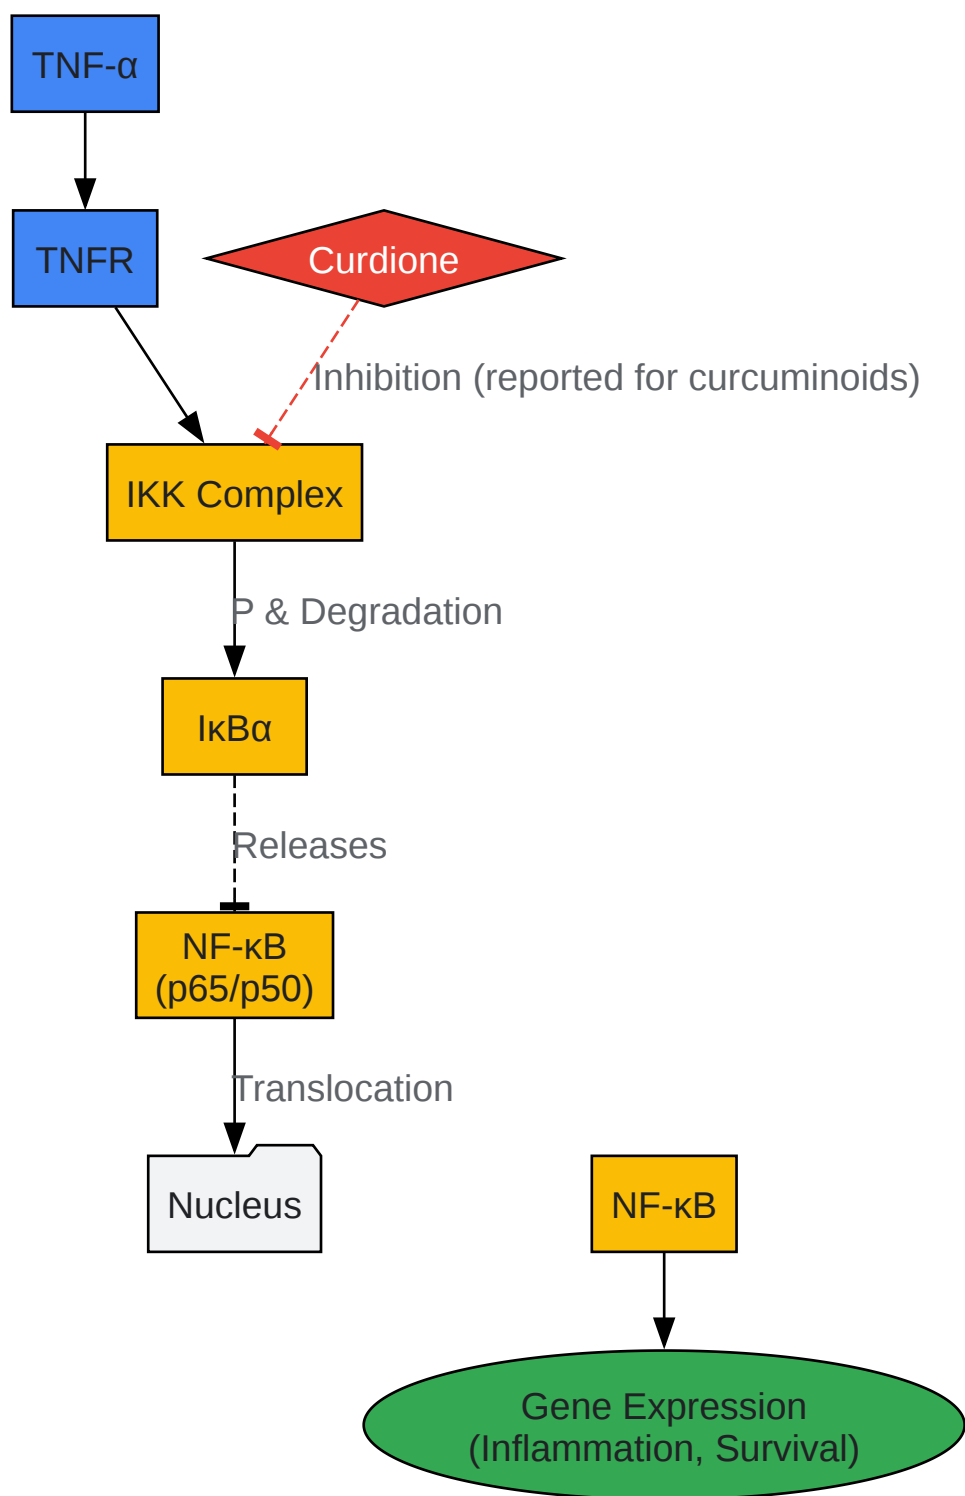 TNF-α
TNFR
Curdione
Inhibition (reported for curcuminoids)
IKK Complex
P & Degradation
IκBα
Releases
NF-κB
(p65/p50)
Translocation
Nucleus
NF-κB
Gene Expression
(Inflammation, Survival)